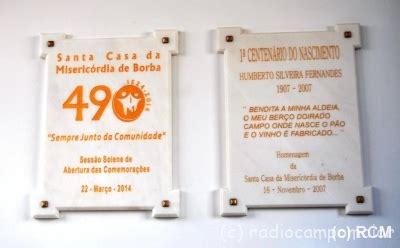 Santa Casa da
Misericórdia de Borba
490
1524-2014
"Sempre Junto da Comunidade"
Sessão Solene de
Abertura das Comemorações
22 - Março - 2014
1º CENTENÁRIO DO NASCIMENTO
HUMBERTO SILVEIRA FERNANDES
1907 - 2007
" BENDITA A MINHA ALDEIA,
O MEU BERÇO DOIRADO
CAMPO ONDE NASCE O PÃO
E O VINHO É FABRICADO... "
Homenagem
da
Santa Casa da Misericórdia de Borba
16 - Novembro - 2007
(c) RCM